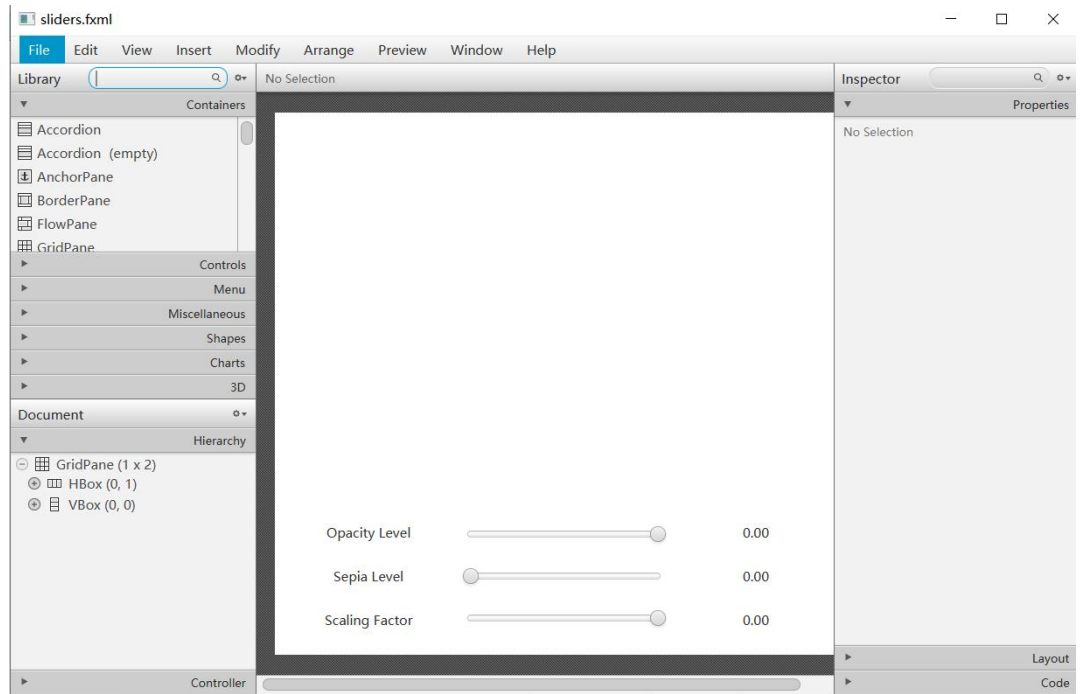 sliders.fxml
File Edit View Insert Modify Arrange Preview Window Help
Library
No Selection
Inspector
Containers
Properties
Accordion
Accordion (empty)
AnchorPane
BorderPane
FlowPane
GridPane
No Selection
Controls
Menu
Miscellaneous
Shapes
Charts
3D
Document
Hierarchy
GridPane (1 x 2)
HBox (0, 1)
VBox (0, 0)
Opacity Level 0.00
Sepia Level 0.00
Scaling Factor 0.00
Layout
Controller
Code